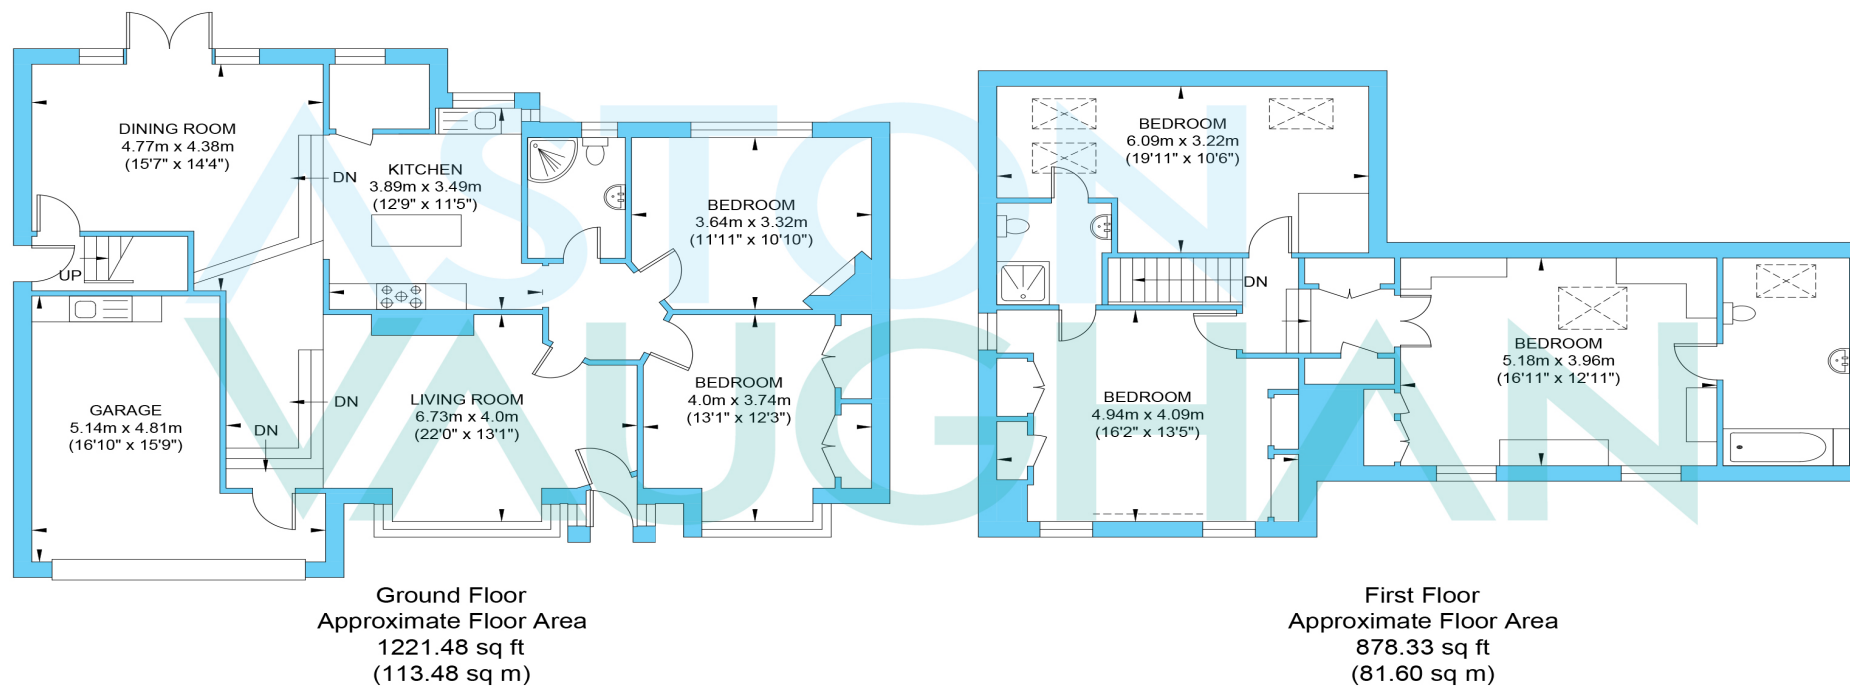 DINING ROOM
4.77m x 4.38m
(15'7" x 14'4")
DN
KITCHEN
3.89m x 3.49m
(12'9" x 11'5")
BEDROOM
3.64m x 3.32m
(11'11" x 10'10")
UP
GARAGE
5.14m x 4.81m
(16'10" x 15'9")
DN
DN
LIVING ROOM
6.73m x 4.0m
(22'0" x 13'1")
BEDROOM
4.0m x 3.74m
(13'1" x 12'3")
Ground Floor
Approximate Floor Area
1221.48 sq ft
(113.48 sq m)
BEDROOM
6.09m x 3.22m
(19'11" x 10'6")
DN
BEDROOM
4.94m x 4.09m
(16'2" x 13'5")
BEDROOM
5.18m x 3.96m
(16'11" x 12'11")
First Floor
Approximate Floor Area
878.33 sq ft
(81.60 sq m)
ASTON
VAUGHAN